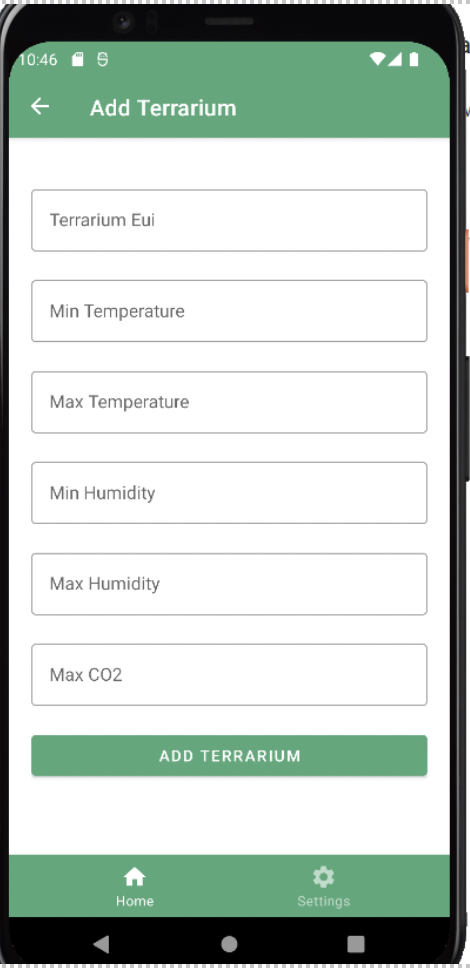 10:46
Add Terrarium
Terrarium Eui
Min Temperature
Max Temperature
Min Humidity
Max Humidity
Max CO2
ADD TERRARIUM
Home
Settings